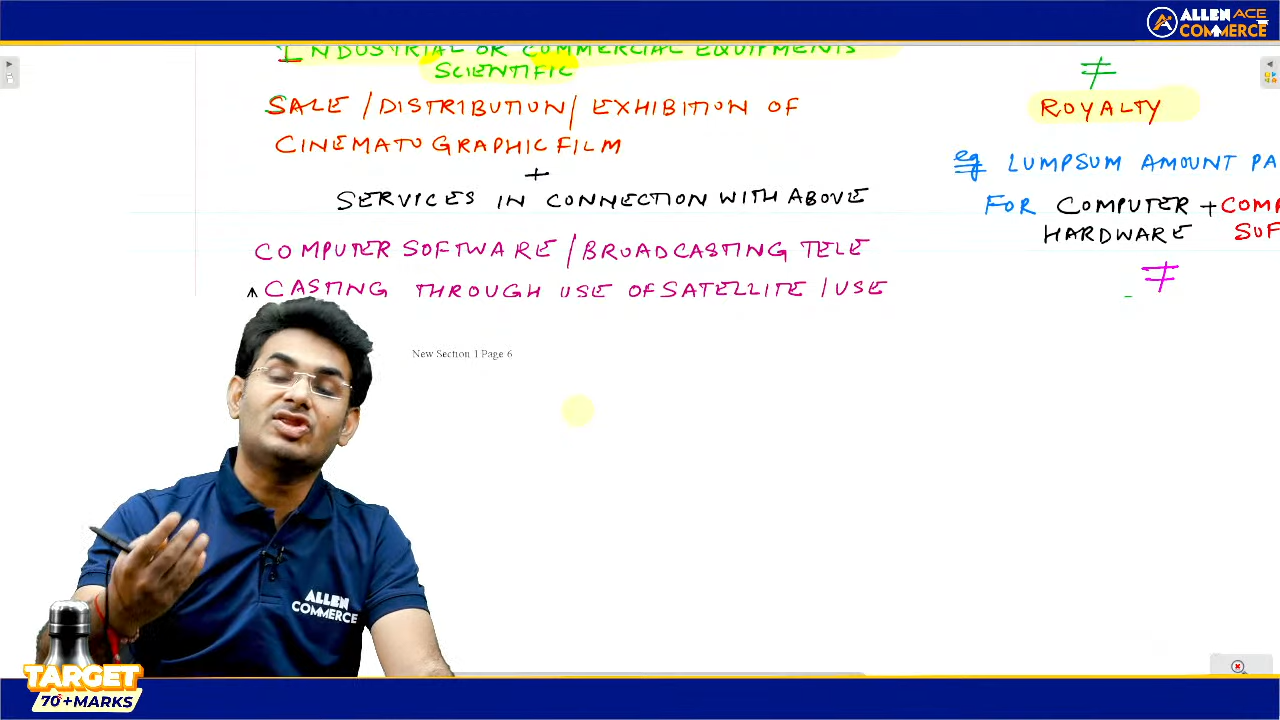 ALLEN ACE
COMMERCE
INDUSTRIAL OR COMMERCIAL EQUIPMENTS
SCIENTIFIC
SALE / DISTRIBUTION / EXHIBITION OF
CINEMATOGRAPHIC FILM
+
SERVICES IN CONNECTION WITH ABOVE
COMPUTER SOFTWARE / BROADCASTING TELE
CASTING THROUGH USE OF SATELLITE / USE
≠
ROYALTY
eg LUMPSUM AMOUNT PA
FOR COMPUTER + COMP
HARDWARE SUF
≠
New Section 1 Page 6
ALLEN
COMMERCE
TARGET
70+MARKS